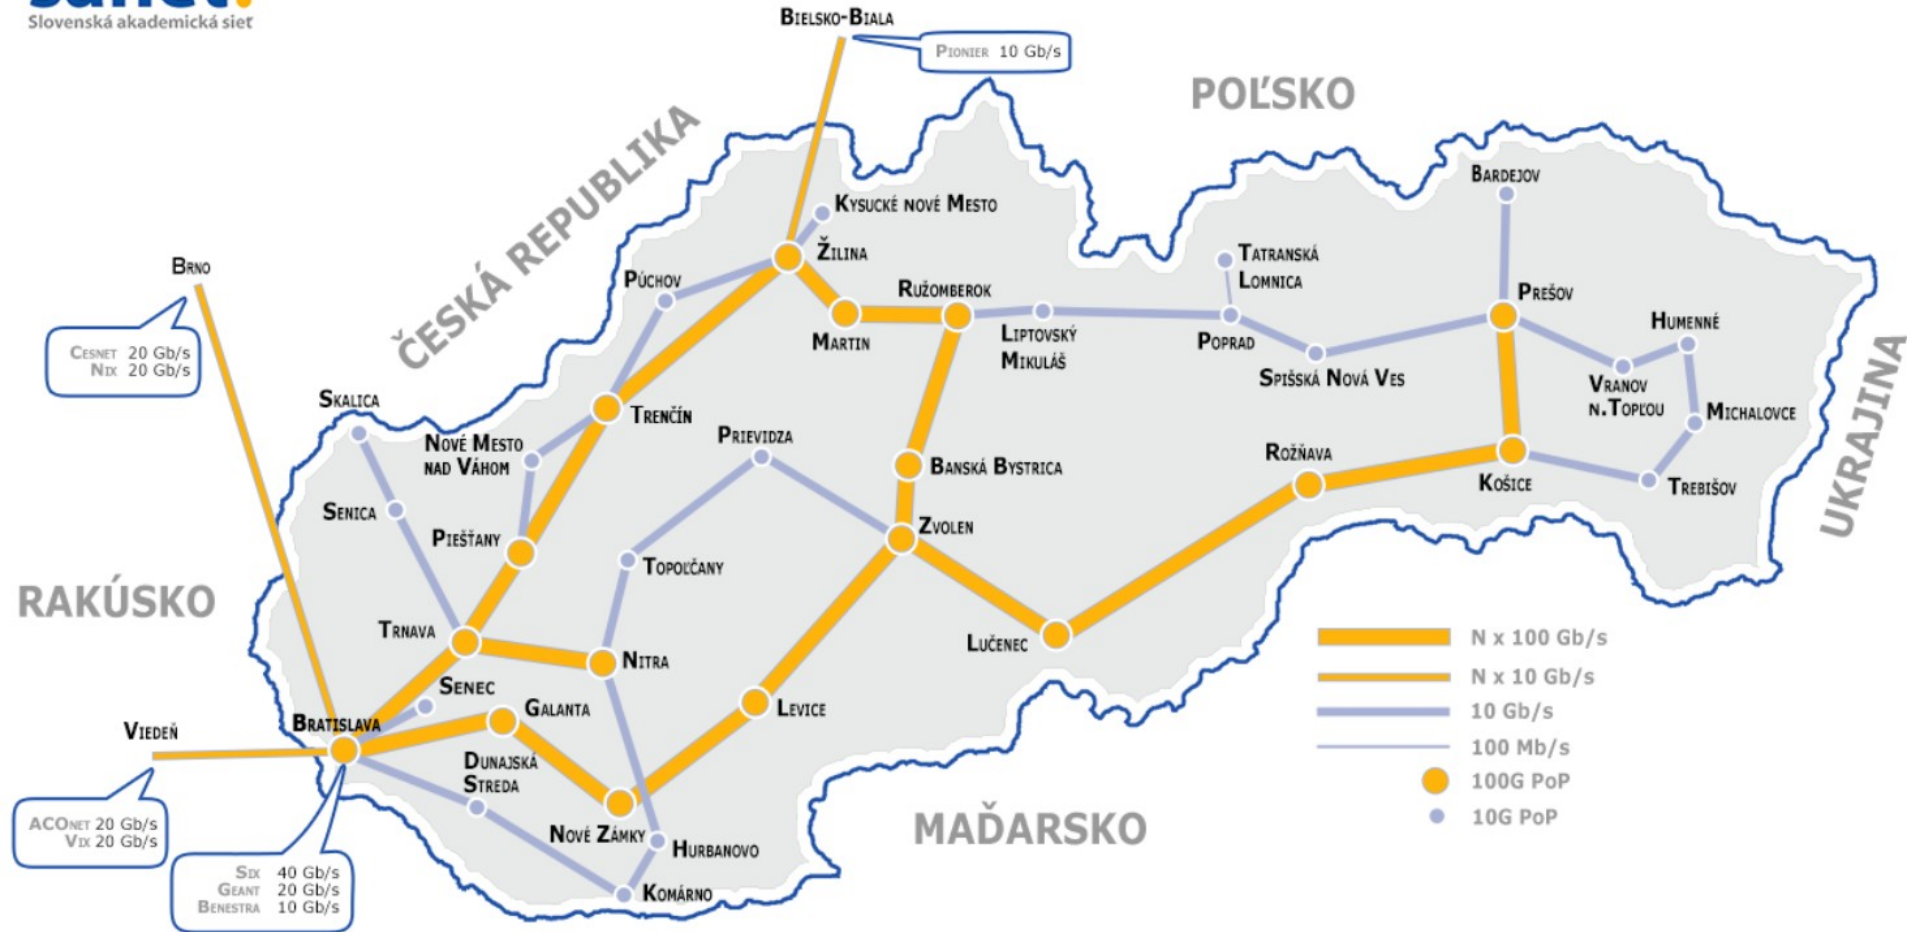 sanet.
Slovenská akademická sieť
BIELSKO-BIALA
PIONIER 10 Gb/s
POĽSKO
ČESKÁ REPUBLIKA
BARDEJOV
KYSUCKÉ NOVÉ MESTO
ŽILINA
TATRANSKÁ
LOMNICA
BRNO
PÚCHOV
RUŽOMBEROK
PREŠOV
HUMENNÉ
CESNET 20 Gb/s
NIX 20 Gb/s
MARTIN
LIPTOVSKÝ
MIKULÁŠ
POPRAD
SPIŠSKÁ NOVÁ VES
VRANOV
N.TOPĽOU
MICHALOVCE
UKRAJINA
SKALICA
TRENČÍN
NOVÉ MESTO
NAD VÁHOM
PRIEVIDZA
BANSKÁ BYSTRICA
ROŽŇAVA
KOŠICE
TREBIŠOV
SENICA
PIEŠŤANY
ZVOLEN
TOPOĽČANY
RAKÚSKO
TRNAVA
NITRA
LUČENEC
N x 100 Gb/s
N x 10 Gb/s
10 Gb/s
100 Mb/s
100G PoP
10G PoP
SENEC
GALANTA
LEVICE
VIEDEŇ
BRATISLAVA
DUNAJSKÁ
STREDA
NOVÉ ZÁMKY
HURBANOVO
KOMÁRNO
MAĎARSKO
ACONET 20 Gb/s
VIX 20 Gb/s
SIX 40 Gb/s
GEANT 20 Gb/s
BENESTRA 10 Gb/s